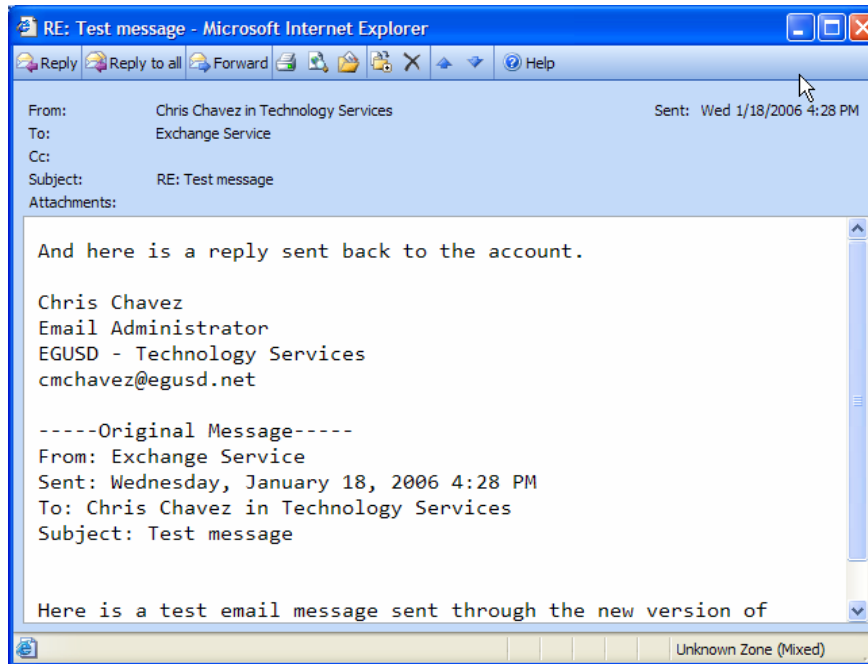 RE: Test message - Microsoft Internet Explorer
Reply Reply to all Forward Help
From: Chris Chavez in Technology Services Sent: Wed 1/18/2006 4:28 PM
To: Exchange Service
Cc:
Subject: RE: Test message
Attachments:
And here is a reply sent back to the account.
Chris Chavez
Email Administrator
EGUSD - Technology Services
cmchavez@egusd.net
-----Original Message-----
From: Exchange Service
Sent: Wednesday, January 18, 2006 4:28 PM
To: Chris Chavez in Technology Services
Subject: Test message
Here is a test email message sent through the new version of
Unknown Zone (Mixed)